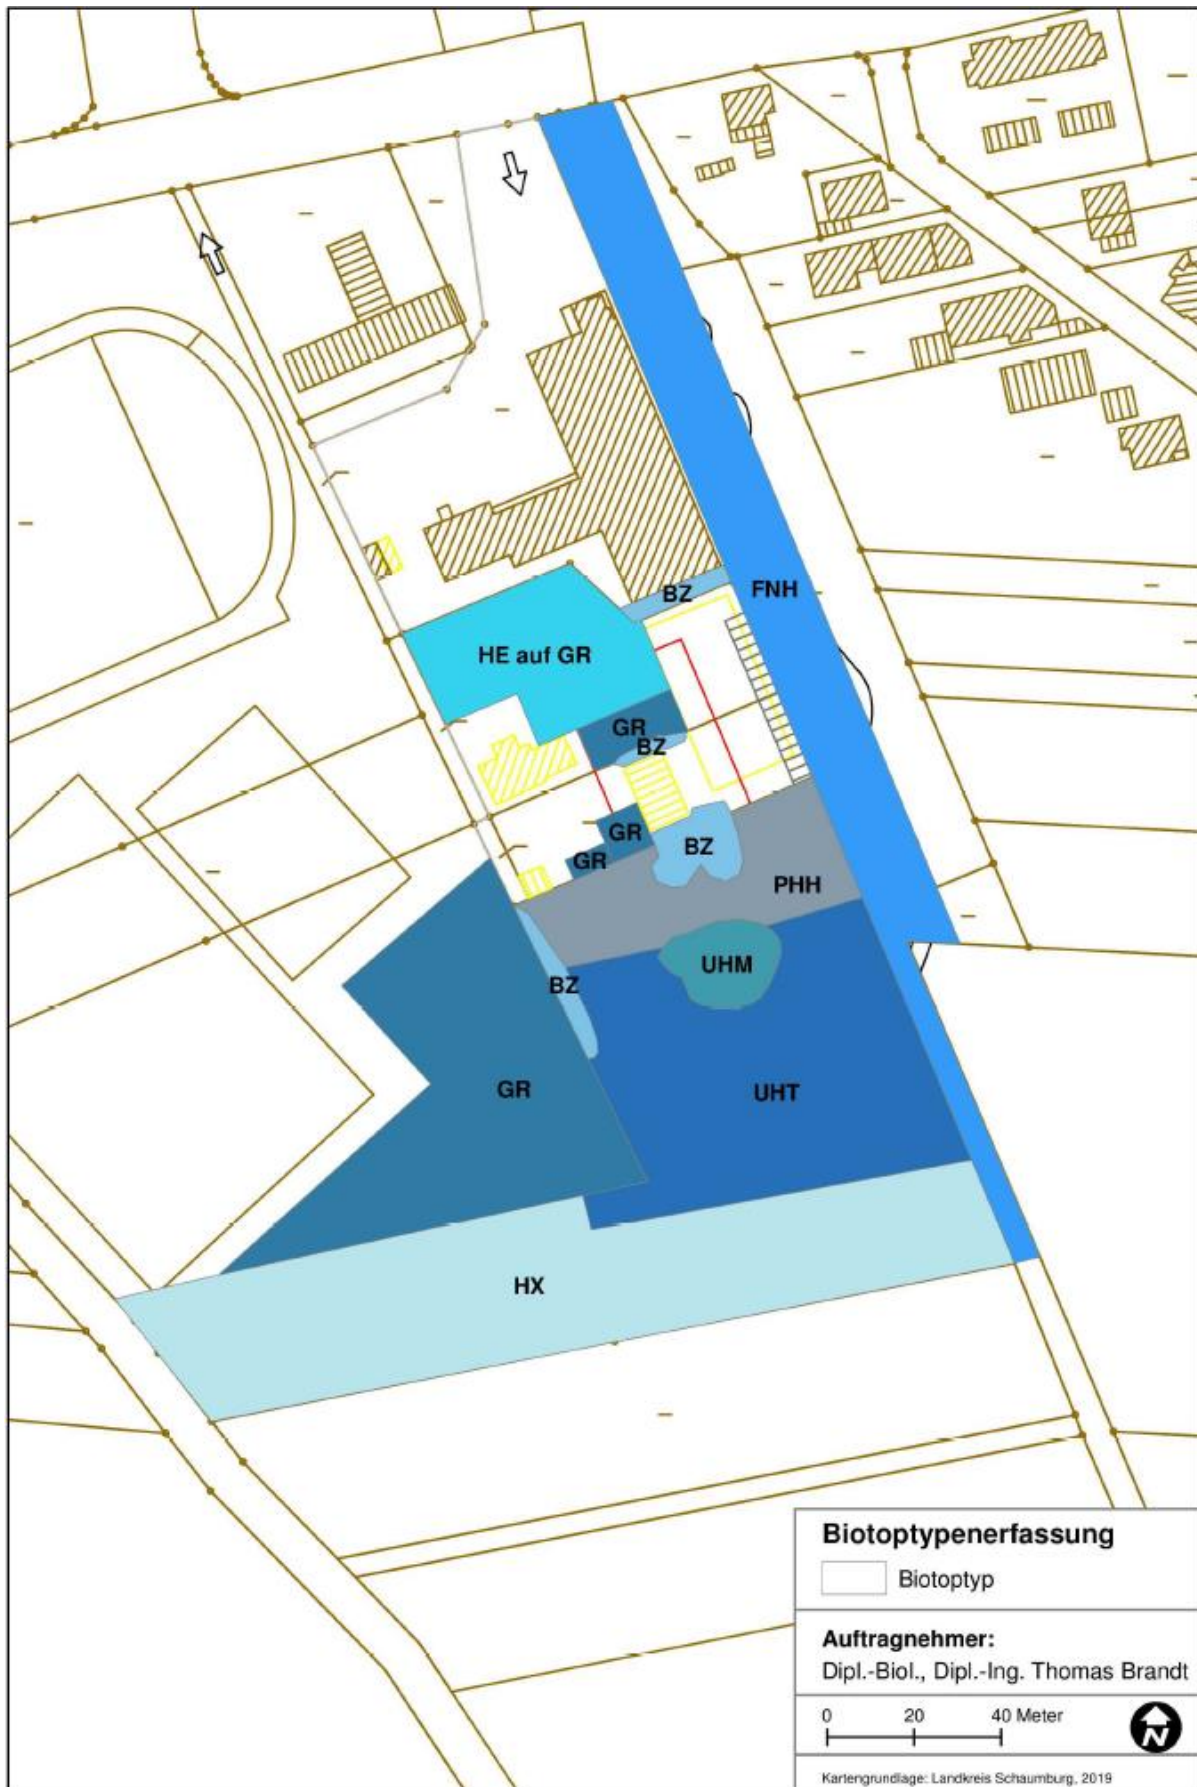 BZ
FNH
HE auf GR
GR
BZ
GR
GR
BZ
PHH
UHM
BZ
GR
UHT
HX
Biotoptypenerfassung
Biotoptyp
Auftragnehmer:
Dipl.-Biol., Dipl.-Ing. Thomas Brandt
0 20 40 Meter
N
Kartengrundlage: Landkreis Schaumburg, 2019